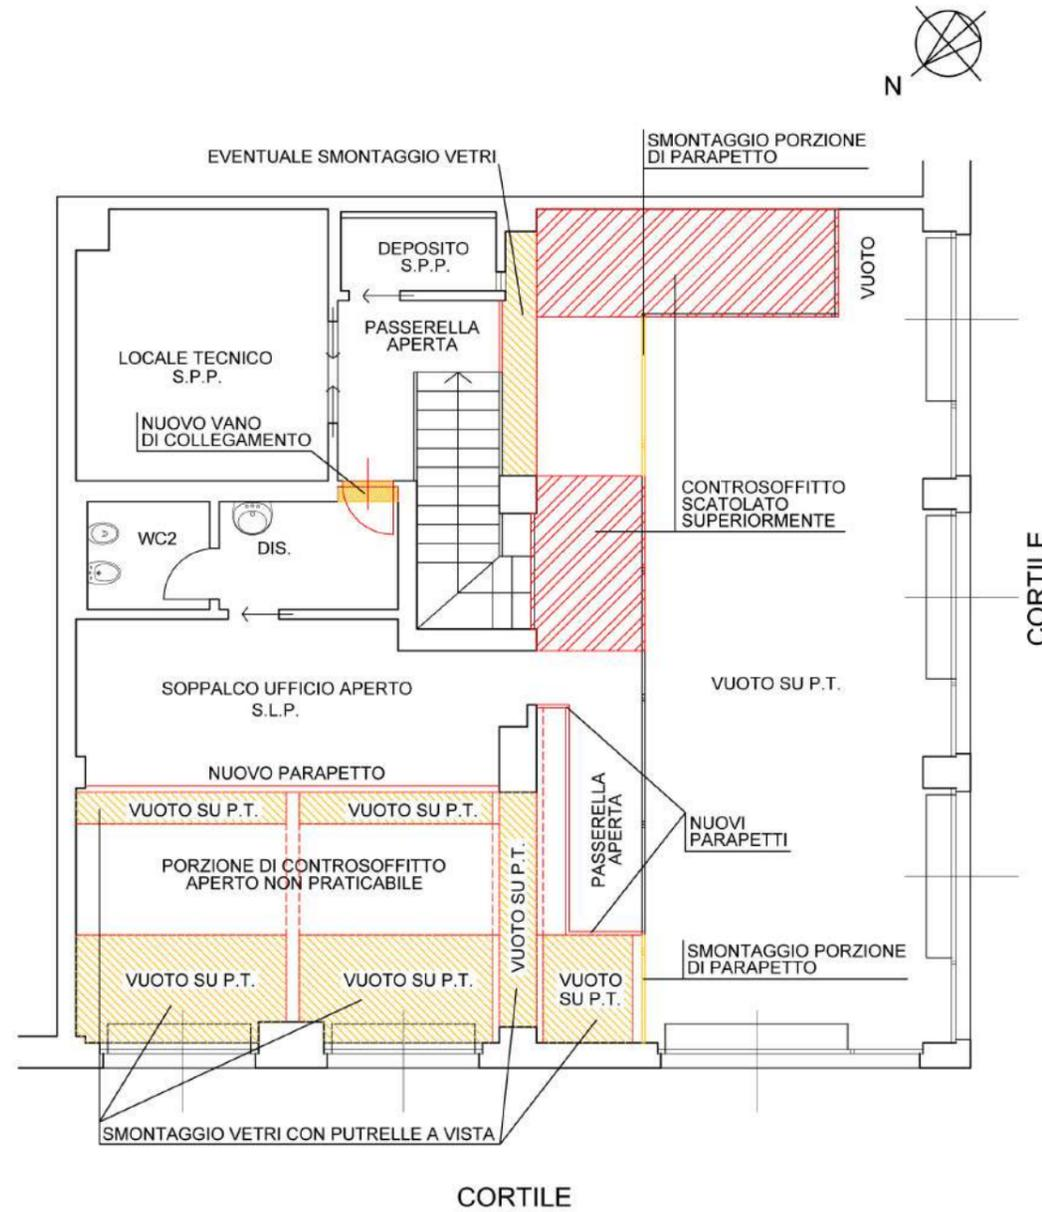 N
SMONTAGGIO PORZIONE
DI PARAPETTO
EVENTUALE SMONTAGGIO VETRI
DEPOSITO
S.P.P.
VUOTO
PASSERELLA
APERTA
LOCALE TECNICO
S.P.P.
NUOVO VANO
DI COLLEGAMENTO
CONTROSOFFITTO
SCATOLATO
SUPERIORMENTE
WC2
DIS.
CORTILE
SOPPALCO UFFICIO APERTO
S.L.P.
VUOTO SU P.T.
NUOVO PARAPETTO
VUOTO SU P.T.
VUOTO SU P.T.
PASSERELLA
APERTA
NUOVI
PARAPETTI
PORZIONE DI CONTROSOFFITTO
APERTO NON PRATICABILE
VUOTO SU P.T.
SMONTAGGIO PORZIONE
DI PARAPETTO
VUOTO SU P.T.
VUOTO SU P.T.
VUOTO
SU P.T.
SMONTAGGIO VETRI CON PUTRELLE A VISTA
CORTILE